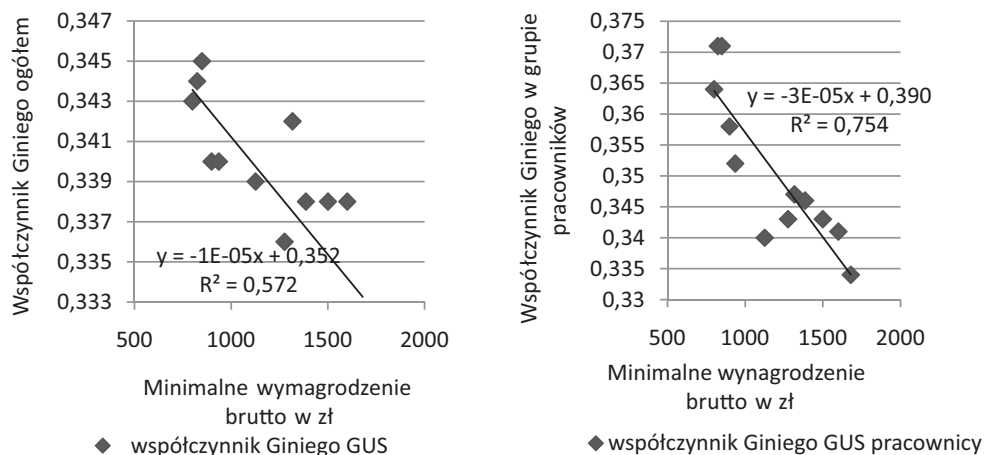 Współczynnik Giniego ogółem
0,347
0,345
0,343
0,341
0,339
0,337
0,335
0,333
y = -1E-05x + 0,352
R² = 0,572
500 1000 1500 2000
Minimalne wymagrodzenie
brutto w zł
współczynnik Giniego GUS
Współczynnik Giniego w grupie
pracowników
0,375
0,37
0,365
0,36
0,355
0,35
0,345
0,34
0,335
0,33
y = -3E-05x + 0,390
R² = 0,754
500 1000 1500 2000
Minimalne wynagrodzenie
brutto w zł
współczynnik Giniego GUS pracownicy